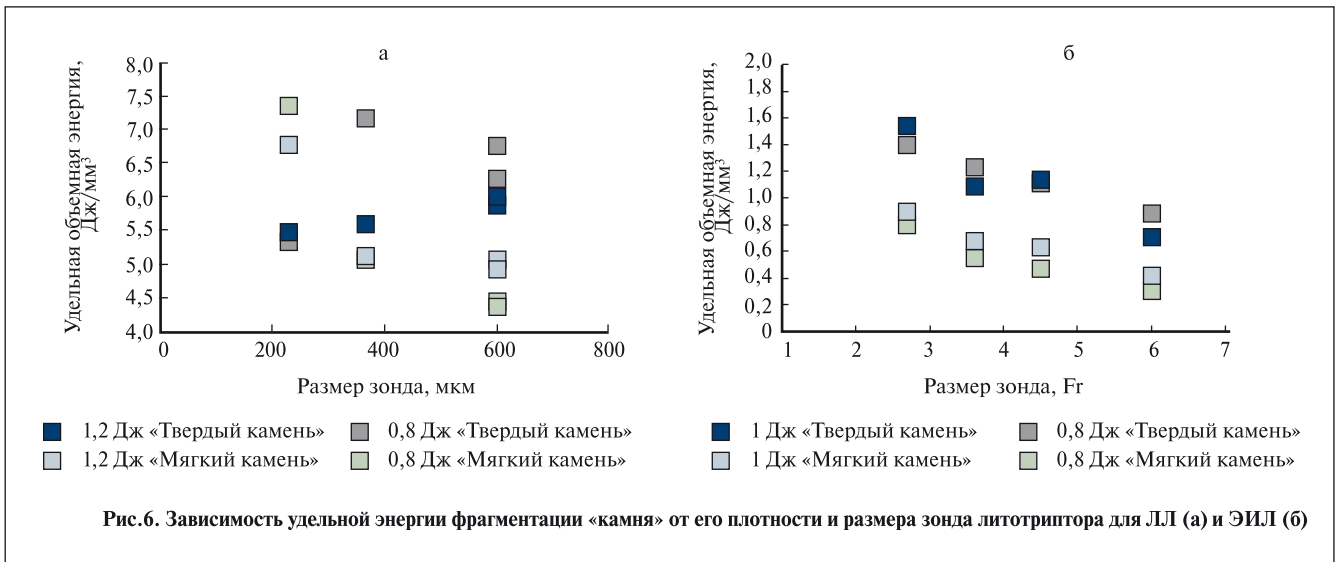 а
Удельная объемная энергия,
Дж/мм³
8,0
7,5
7,0
6,5
6,0
5,5
5,0
4,5
4,0
0 200 400 600 800
Размер зонда, мкм
1,2 Дж «Твердый камень» 0,8 Дж «Твердый камень»
1,2 Дж «Мягкий камень» 0,8 Дж «Мягкий камень»
б
Удельная объемная энергия,
Дж/мм³
2,0
1,8
1,6
1,4
1,2
1,0
0,8
0,6
0,4
0,2
0
1 2 3 4 5 6 7
Размер зонда, Fr
1 Дж «Твердый камень» 0,8 Дж «Твердый камень»
1 Дж «Мягкий камень» 0,8 Дж «Мягкий камень»
Рис.6. Зависимость удельной энергии фрагментации «камня» от его плотности и размера зонда литотриптора для ЛЛ (а) и ЭИЛ (б)